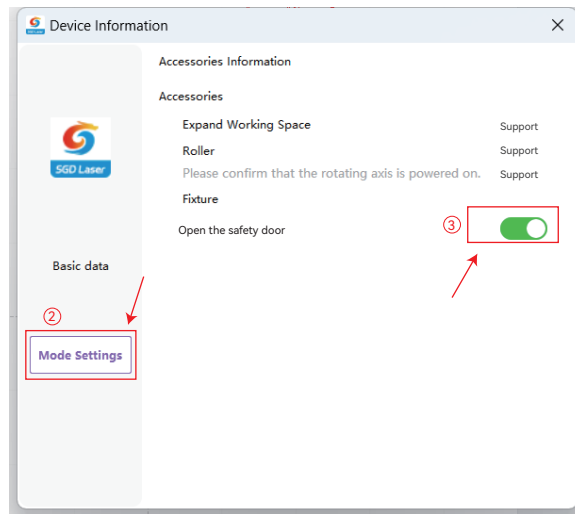 Device Information
Accessories Information
Accessories
SGD Laser
Expand Working Space Support
Roller Support
Please confirm that the rotating axis is powered on. Support
Fixture
Open the safety door ③
Basic data
②
Mode Settings